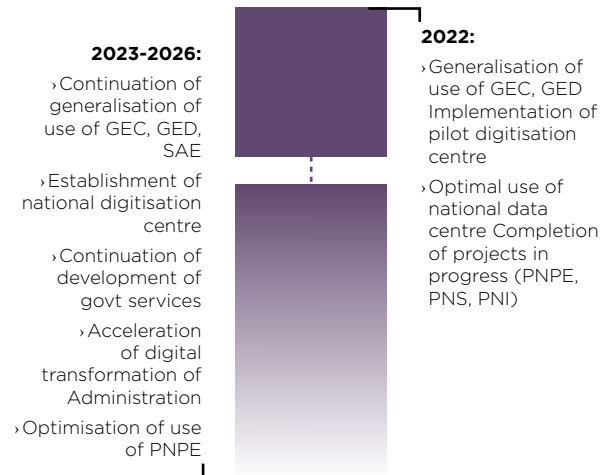 2023-2026:
›Continuation of
generalisation of
use of GEC, GED,
SAE
›Establishment of
national digitisation
centre
›Continuation of
development of
govt services
›Acceleration
of digital
transformation of
Administration
›Optimisation of use
of PNPE
2022:
›Generalisation of
use of GEC, GED
Implementation of
pilot digitisation
centre
›Optimal use of
national data
centre Completion
of projects in
progress (PNPE,
PNS, PNI)